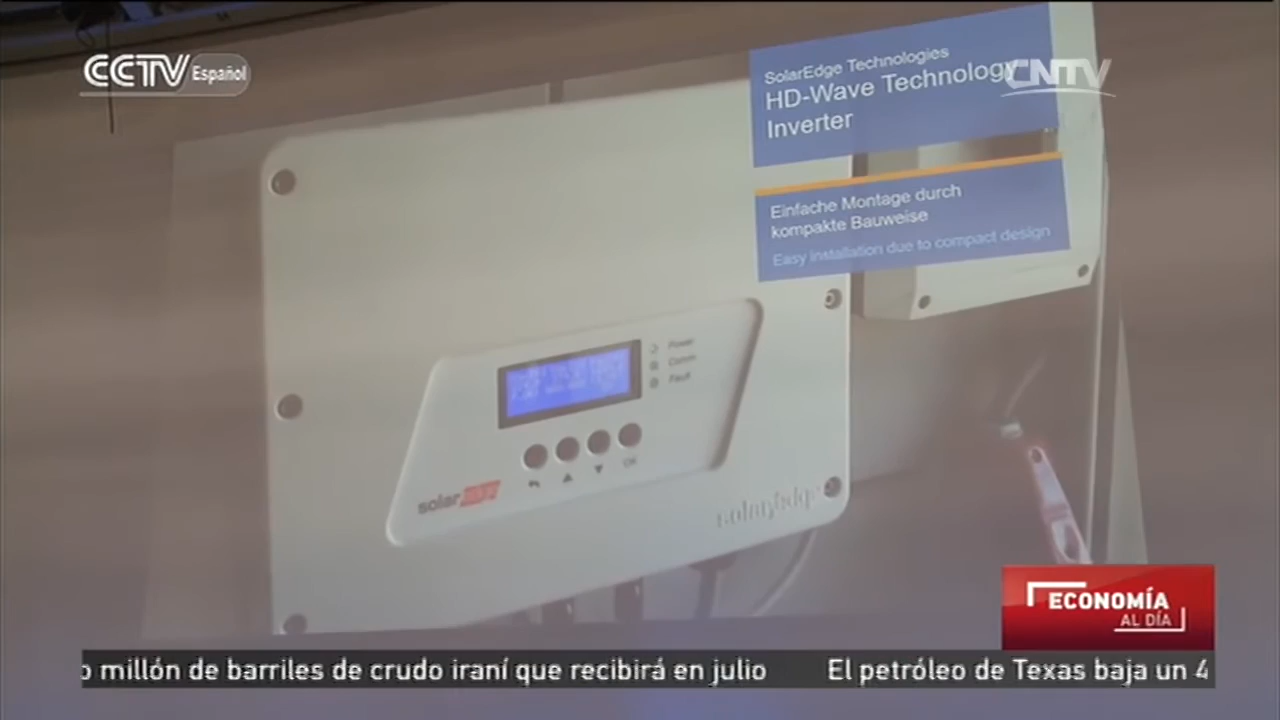 CCTV Español
CNTV
SolarEdge Technologies
HD-Wave Technology
Inverter
Einfache Montage durch
kompakte Bauweise
Easy installation due to compact design
Power
Comm
Fault
OK
solar
solaredge
ECONOMÍA
AL DÍA
o millón de barriles de crudo iraní que recibirá en julio El petróleo de Texas baja un 4